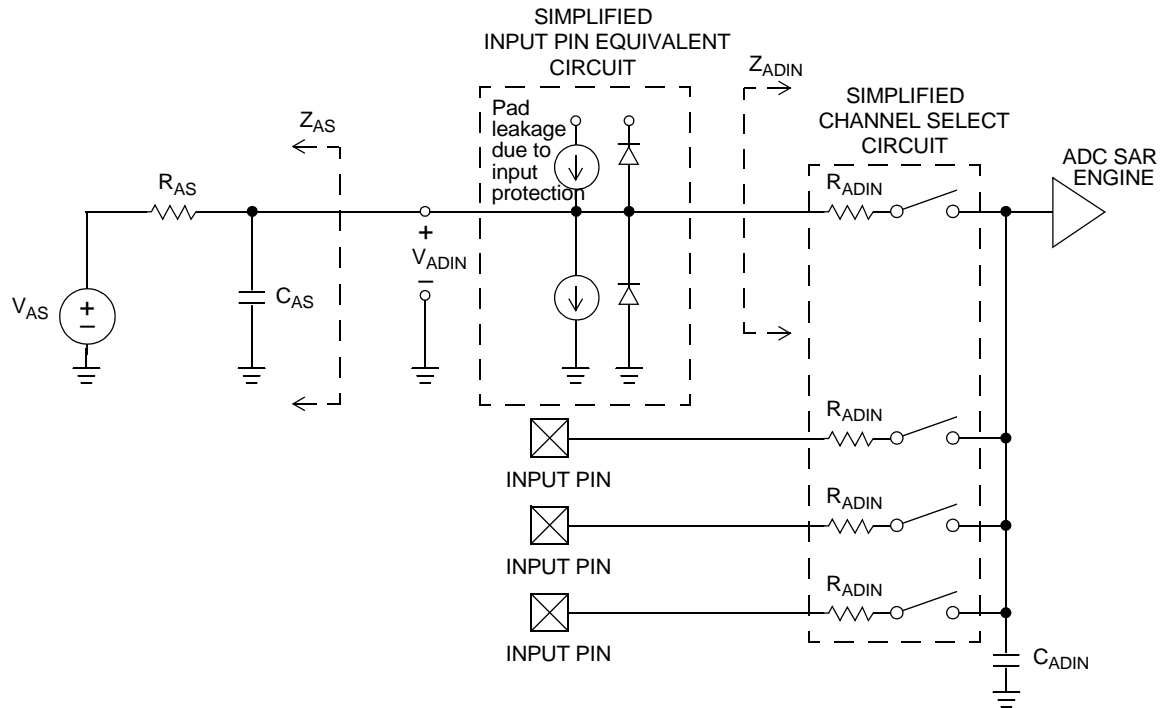 SIMPLIFIED
INPUT PIN EQUIVALENT
CIRCUIT
Z_ADIN
SIMPLIFIED
CHANNEL SELECT
CIRCUIT
ADC SAR
ENGINE
Pad
leakage
due to
input
protection
Z_AS
R_AS
R_ADIN
+
V_ADIN
–
C_AS
V_AS
+
–
R_ADIN
INPUT PIN
R_ADIN
INPUT PIN
R_ADIN
INPUT PIN
C_ADIN